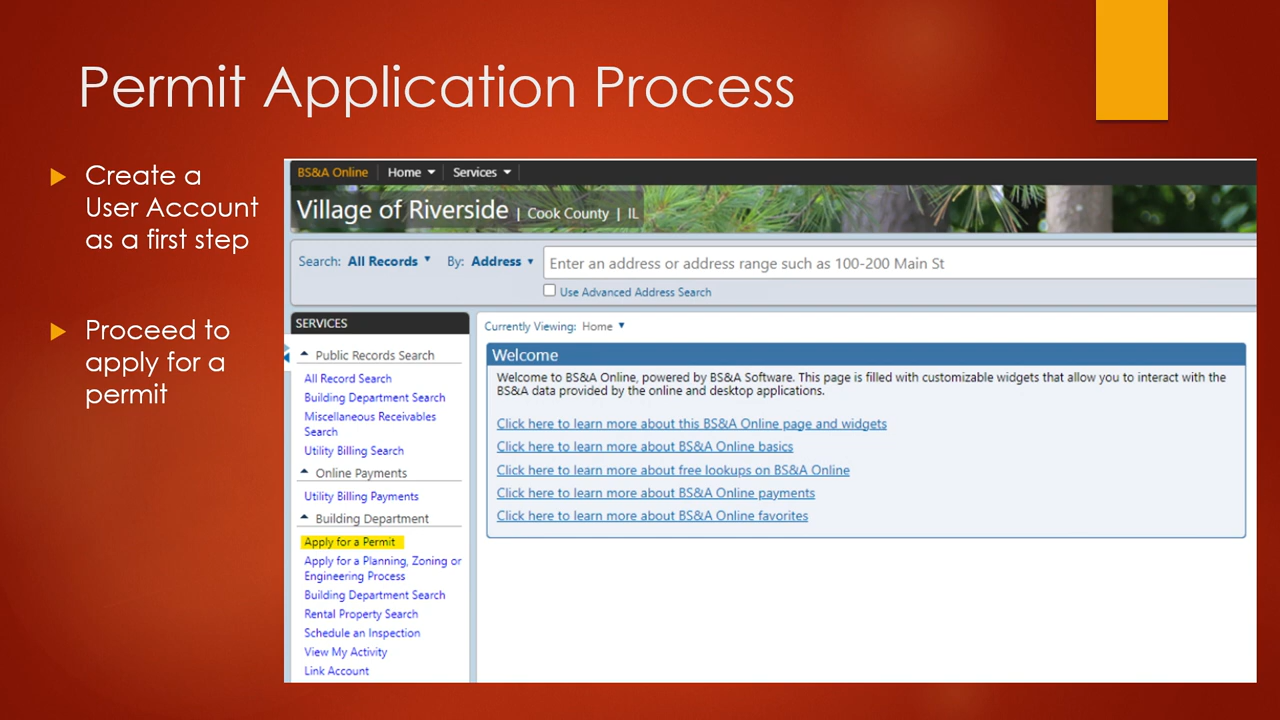 Permit Application Process
Create a
User Account
as a first step
Proceed to
apply for a
permit
BS&A Online Home Services
Village of Riverside | Cook County | IL
Search: All Records By: Address Enter an address or address range such as 100-200 Main St
Use Advanced Address Search
SERVICES
Public Records Search
All Record Search
Building Department Search
Miscellaneous Receivables
Search
Utility Billing Search
Online Payments
Utility Billing Payments
Building Department
Apply for a Permit
Apply for a Planning, Zoning or
Engineering Process
Building Department Search
Rental Property Search
Schedule an Inspection
View My Activity
Link Account
Currently Viewing: Home
Welcome
Welcome to BS&A Online, powered by BS&A Software. This page is filled with customizable widgets that allow you to interact with the
BS&A data provided by the online and desktop applications.
Click here to learn more about this BS&A Online page and widgets
Click here to learn more about BS&A Online basics
Click here to learn more about free lookups on BS&A Online
Click here to learn more about BS&A Online payments
Click here to learn more about BS&A Online favorites